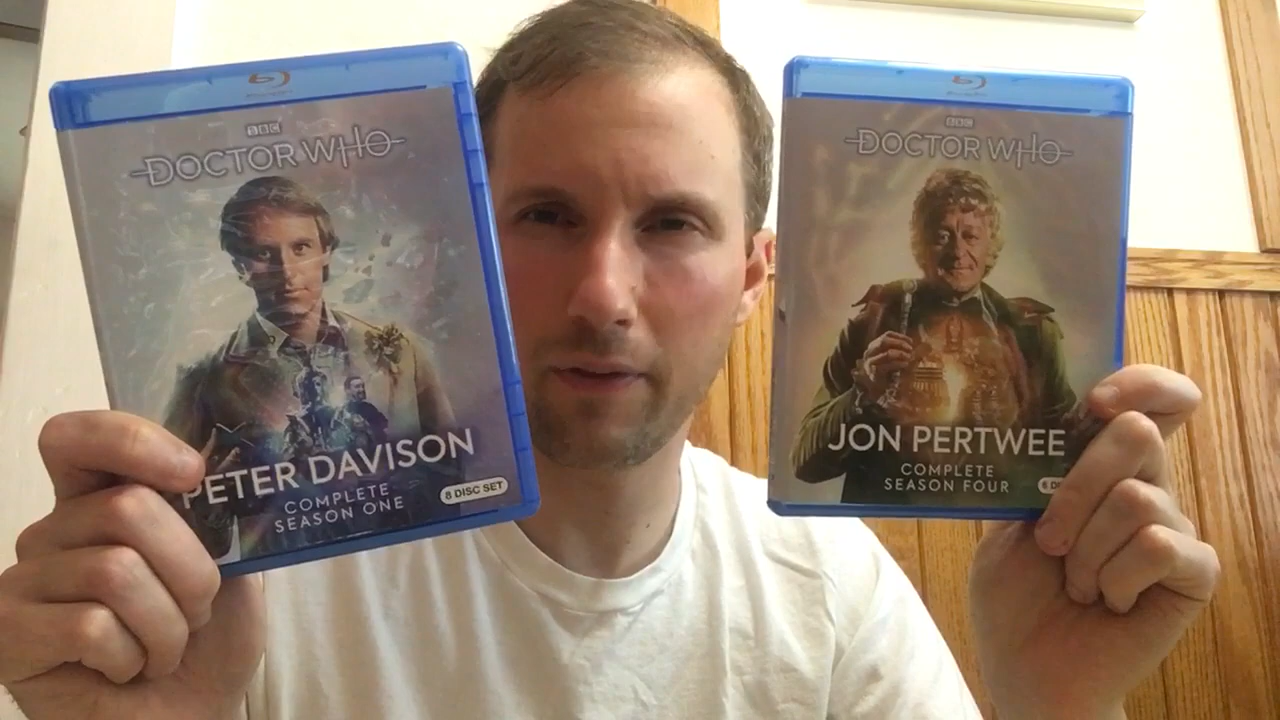 BBC
DOCTOR WHO
PETER DAVISON
COMPLETE
SEASON ONE
8 DISC SET
BBC
DOCTOR WHO
JON PERTWEE
COMPLETE
SEASON FOUR